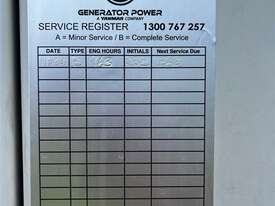 GENERATOR POWER
A YANMAR COMPANY
SERVICE REGISTER 1300 767 257
A = Minor Service / B = Complete Service
DATE TYPE ENG HOURS INITIALS Next Service Due